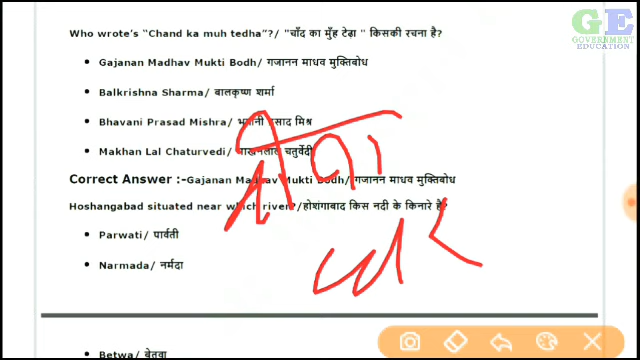 GE
GOVERNMENT
EDUCATION
Who wrote's “Chand ka muh tedha”?/ "चाँद का मुँह टेढ़ा" किसकी रचना है?
Gajanan Madhav Mukti Bodh/ गजानन माधव मुक्तिबोध
Balkrishna Sharma/ बालकृष्ण शर्मा
Bhavani Prasad Mishra/ भवानी प्रसाद मिश्र
Makhan Lal Chaturvedi/ माखनलाल चतुर्वेदी
Correct Answer :-Gajanan Madhav Mukti Bodh/ गजानन माधव मुक्तिबोध
Hoshangabad situated near which river?/होशंगाबाद किस नदी के किनारे है?
Parwati/ पार्वती
Narmada/ नर्मदा
Betwa/ बेतवा